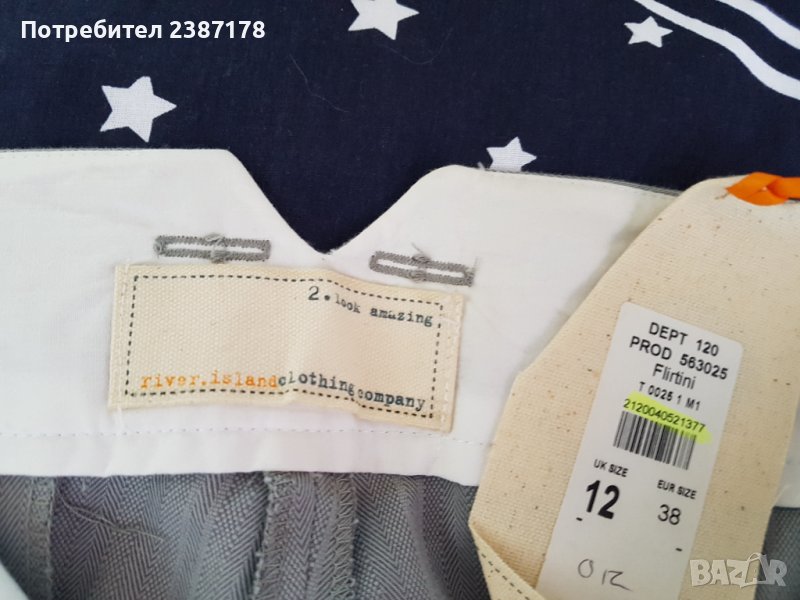 Потребител 2387178
2. look amazing
river.islandclothingcompany
DEPT 120
PROD 563025
Flirtini
T 0025 1 M1
2120040521377
UK SIZE EUR SIZE
12 38
- -
BAZAR